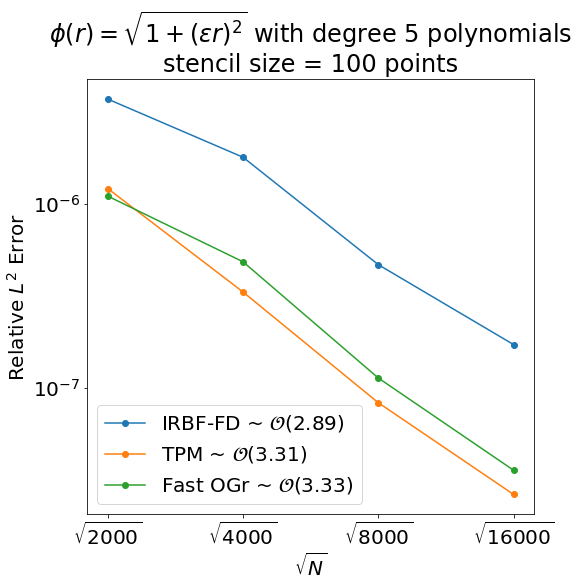 ϕ(r) = √1 + (εr)² with degree 5 polynomials
stencil size = 100 points
Relative L² Error
10⁻⁶
10⁻⁷
IRBF-FD ~ 𝒪(2.89)
TPM ~ 𝒪(3.31)
Fast OGr ~ 𝒪(3.33)
√2000 √4000 √8000 √16000
√N